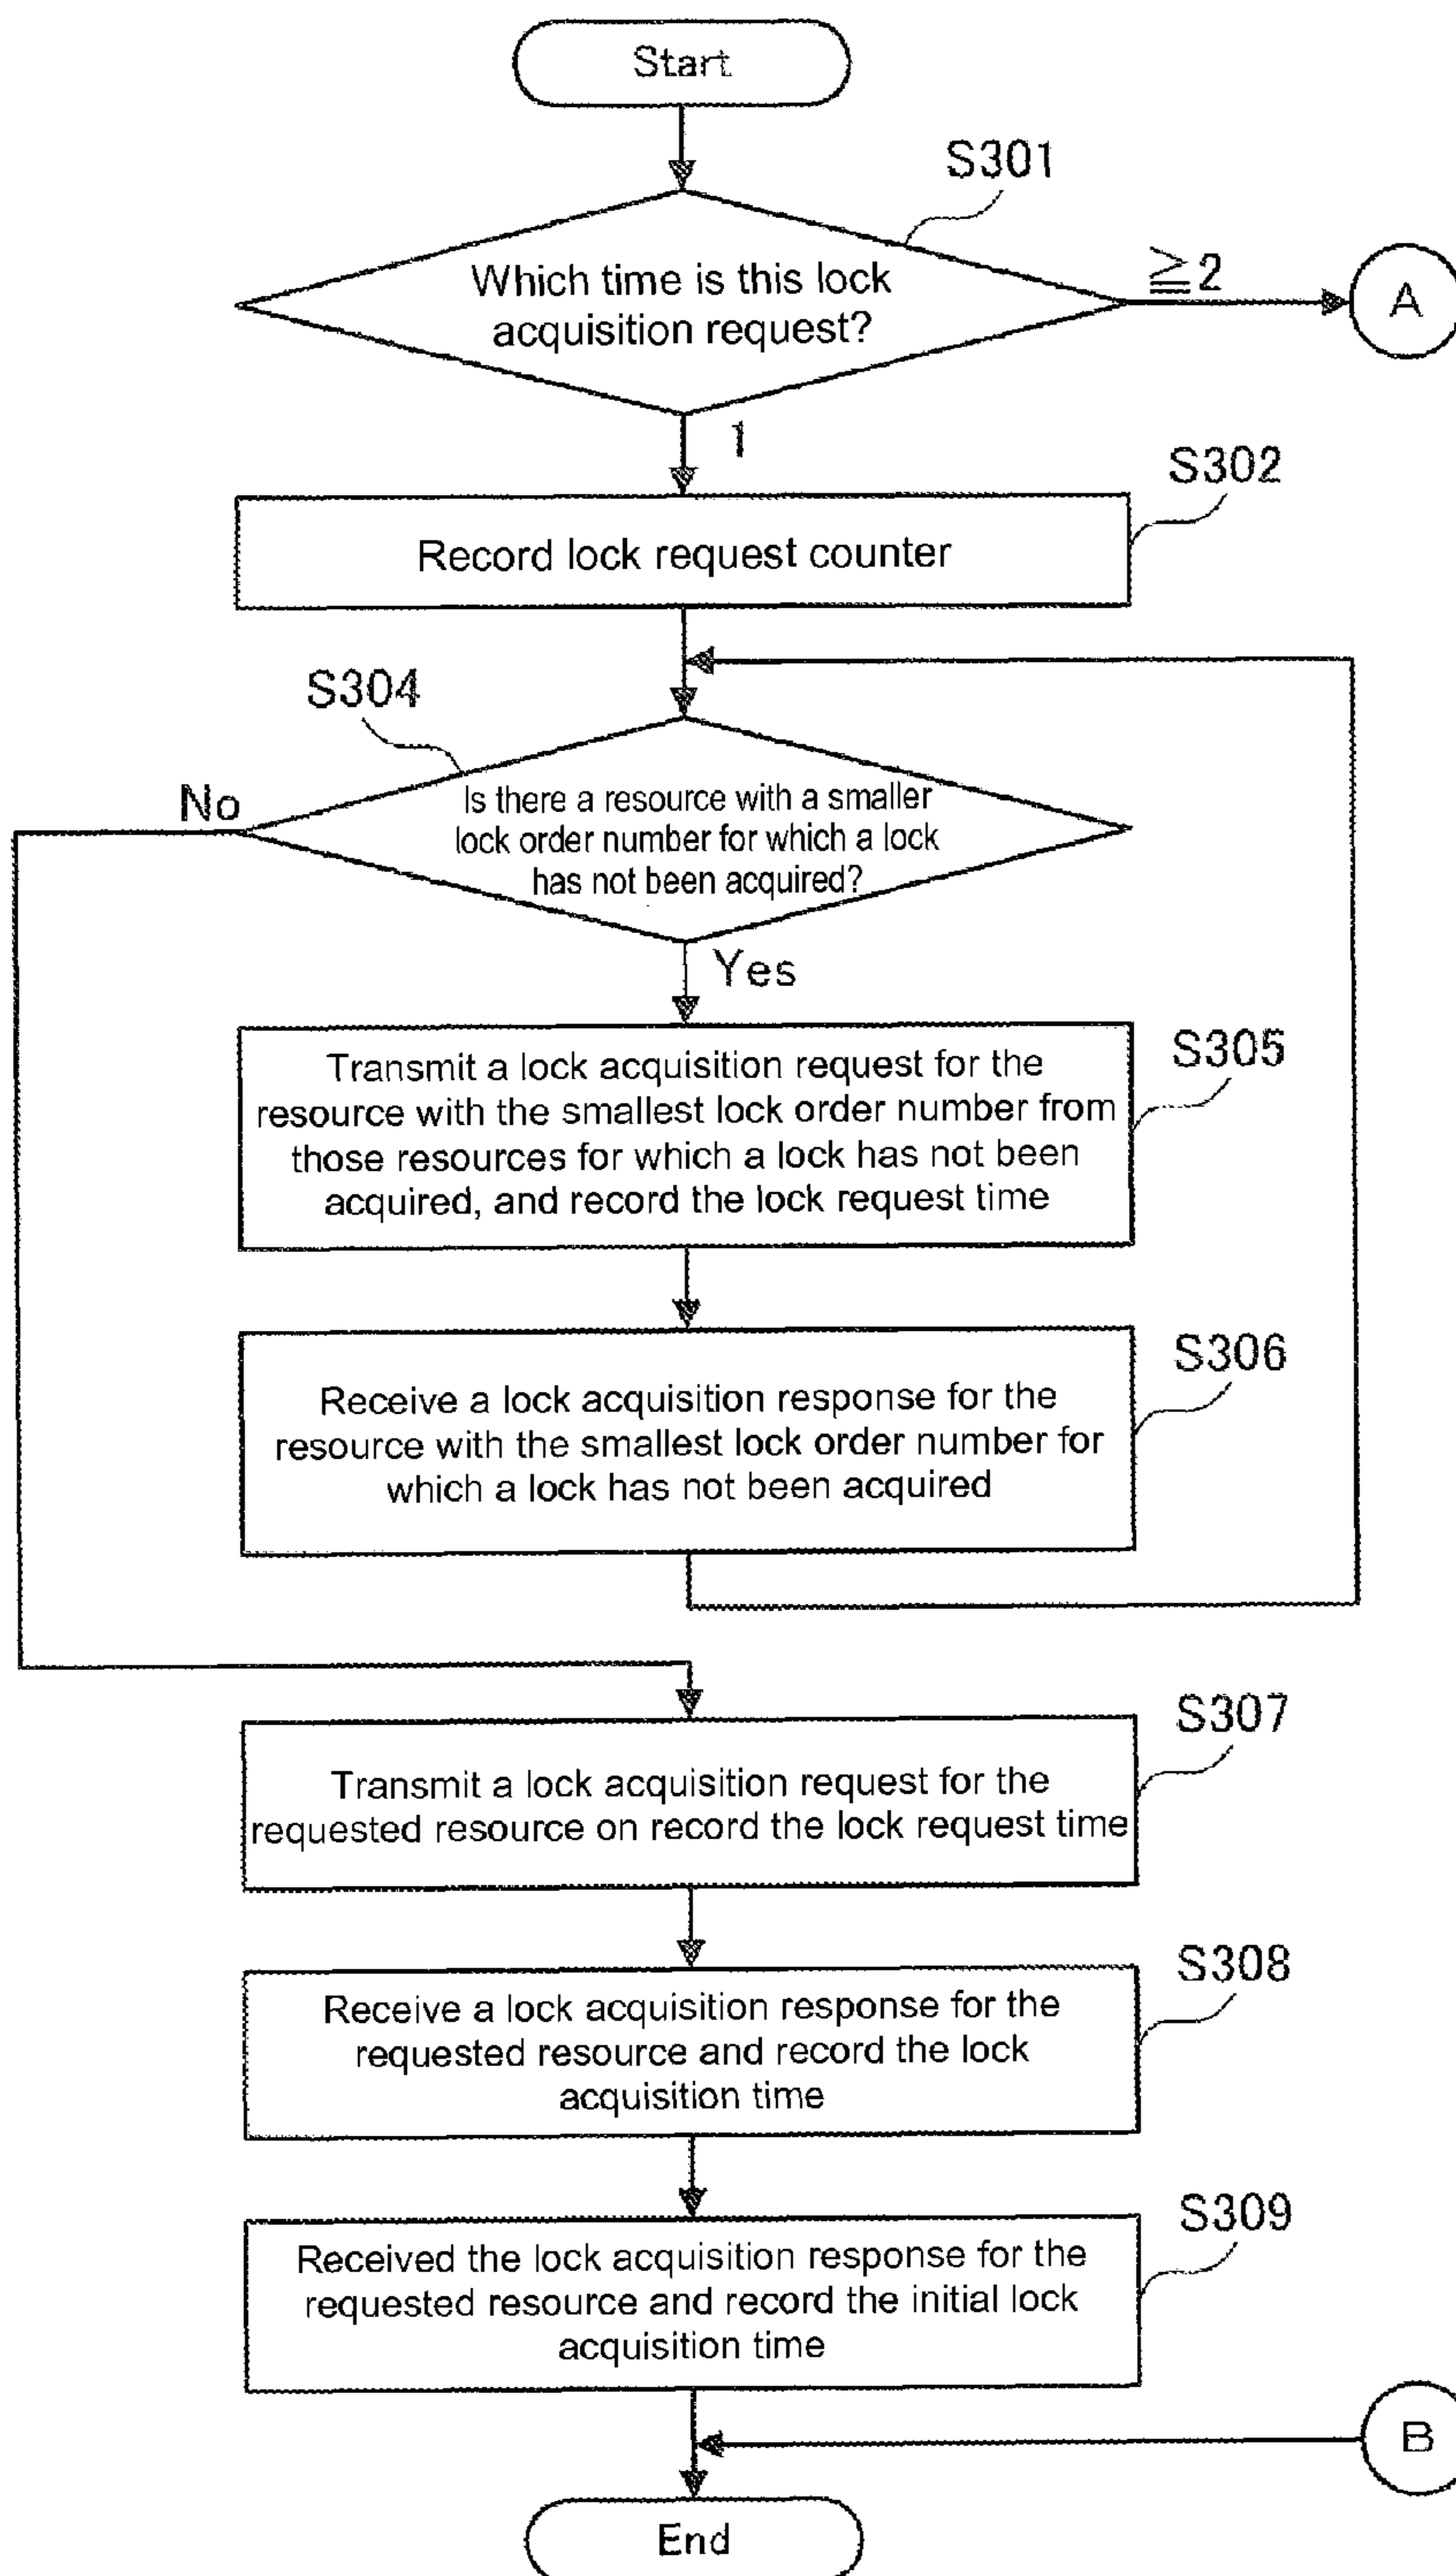 Start
S301
Which time is this lock
acquisition request?
≧2
A
1
S302
Record lock request counter
S304
No
Is there a resource with a smaller
lock order number for which a lock
has not been acquired?
Yes
S305
Transmit a lock acquisition request for the
resource with the smallest lock order number from
those resources for which a lock has not been
acquired, and record the lock request time
S306
Receive a lock acquisition response for the
resource with the smallest lock order number for
which a lock has not been acquired
S307
Transmit a lock acquisition request for the
requested resource on record the lock request time
S308
Receive a lock acquisition response for the
requested resource and record the lock
acquisition time
S309
Received the lock acquisition response for the
requested resource and record the initial lock
acquisition time
B
End